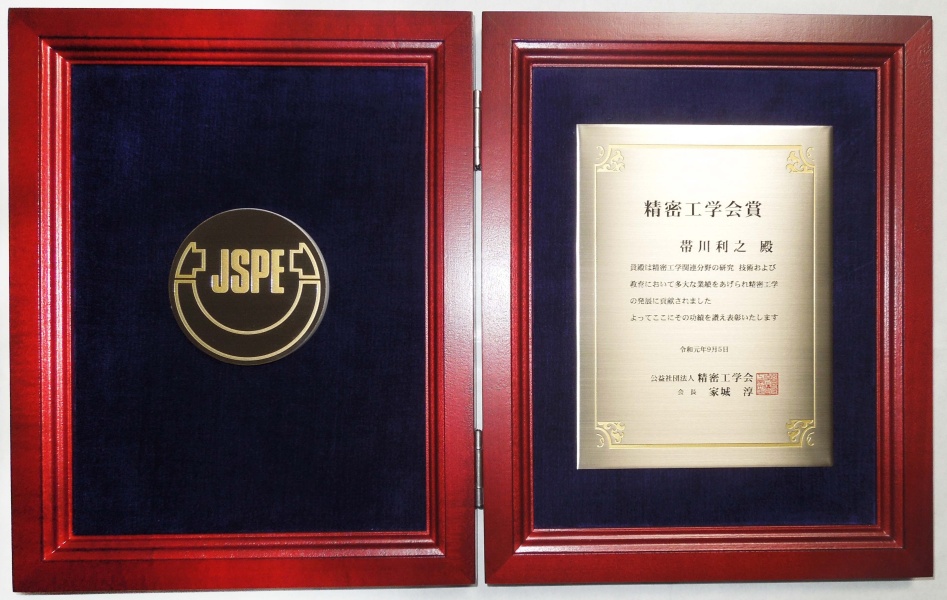 JSPE
精密工学会賞
帯川利之 殿
貴殿は精密工学関連分野の研究 技術および
教育において多大な業績をあげられ精密工学
の発展に貢献されました
よってここにその功績を讃え表彰いたします
令和元年9月5日
公益社団法人 精密工学会
会長 家城 淳